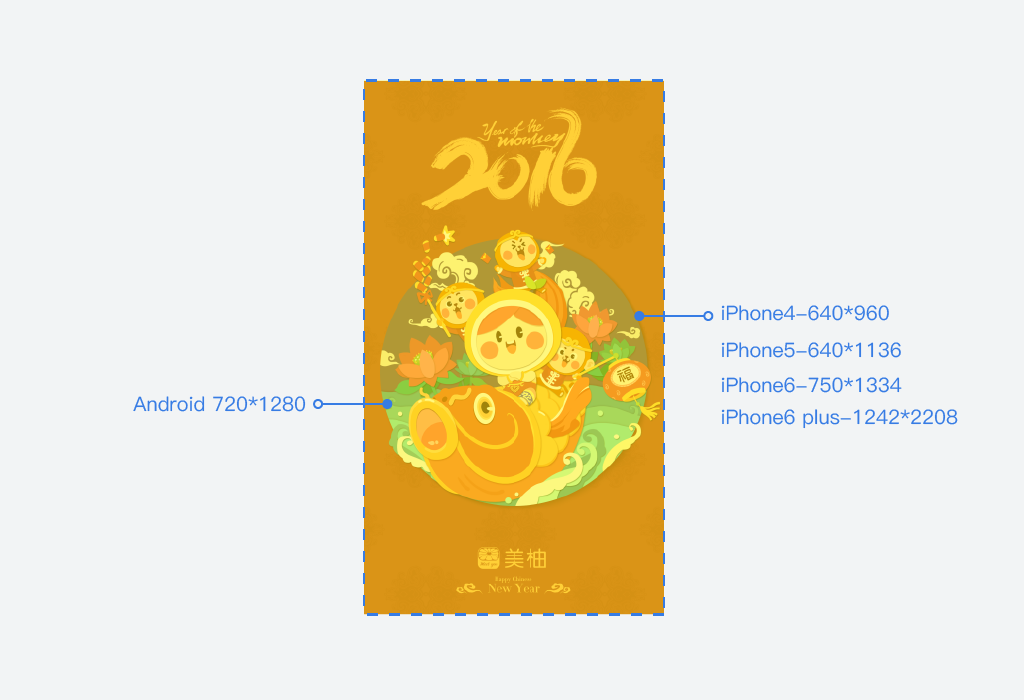 Year of the
monkey
2016
iPhone4-640*960
iPhone5-640*1136
iPhone6-750*1334
iPhone6 plus-1242*2208
福
Android 720*1280
美柚
Happy Chinese
New Year